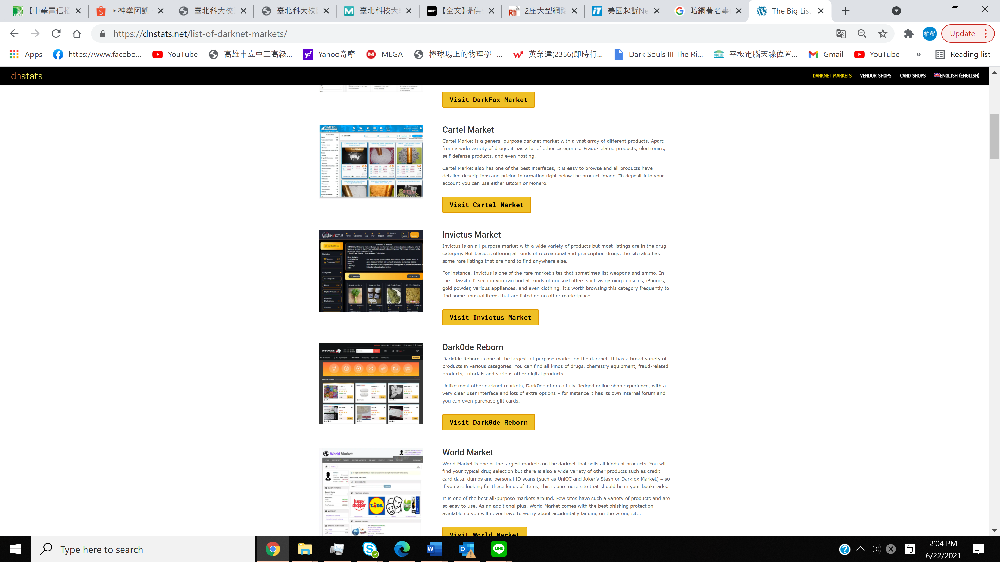 【中華電信招
‣ 神拳阿凱
臺北科大校
臺北科大校
臺北科技大
【全文】提供
2座大型網路
美國起訴Ne
暗網著名事
The Big List
https://dnstats.net/list-of-darknet-markets/
柏燊
Update
Apps
https://www.facebo...
YouTube
高雄市立中正高級...
Yahoo奇摩
MEGA
棒球場上的物理學 -...
英業達(2356)即時行...
Dark Souls III The Ri...
平板電腦天線位置...
Gmail
YouTube
»
Reading list
dnstats
DARKNET MARKETS
VENDOR SHOPS
CARD SHOPS
ENGLISH (ENGLISH)
Visit DarkFox Market
Cartel Market
Cartel Market is a general-purpose darknet market with a vast array of different products. Apart
from a wide variety of drugs, it has a lot of other categories: Fraud-related products, electronics,
self-defense products, and even hosting.
Cartel Market also has one of the best interfaces, it is easy to browse and all products have
detailed descriptions and pricing information right below the product image. To deposit into your
account you can use either Bitcoin or Monero.
Visit Cartel Market
INVICTUS
Invictus Market
Invictus is an all-purpose market with a wide variety of products but most listings are in the drug
category. But besides offering all kinds of recreational and prescription drugs, the site also has
some rare listings that are hard to find anywhere else.
For instance, Invictus is one of the rare market sites that sometimes list weapons and ammo. In
the “classified” section you can find all kinds of unusual offers such as gaming consoles, iPhones,
gold powder, various appliances, and even clothing. It’s worth browsing this category frequently to
find some unusual items that are listed on no other marketplace.
Visit Invictus Market
DARKODE
Dark0de Reborn
Dark0de Reborn is one of the largest all-purpose market on the darknet. It has a broad variety of
products in various categories. You can find all kinds of drugs, chemistry equipment, fraud-related
products, tutorials and various other digital products.
Unlike most other darknet markets, Dark0de offers a fully-fledged online shop experience, with a
very clear user interface and lots of extra options – for instance it has its own internal forum and
you can even purchase gift cards.
Visit Dark0de Reborn
World Market
happy
shopper
LIDL
World Market
World Market is one of the largest markets on the darknet that sells all kinds of products. You will
find your typical drug selection but there is also a wide variety of other products such as credit
card data, dumps and personal ID scans (such as UniCC and Joker’s Stash or Darkfox Market) – so
if you are looking for these kinds of items, this is one more site that should be in your bookmarks.
It is one of the best all-purpose markets around. Few sites have such a variety of products and are
so easy to use. As an additional plus, World Market comes with the best phishing protection
available so you will never have to worry about accidentally landing on the wrong site.
Visit World Market
Type here to search
2:04 PM
6/22/2021